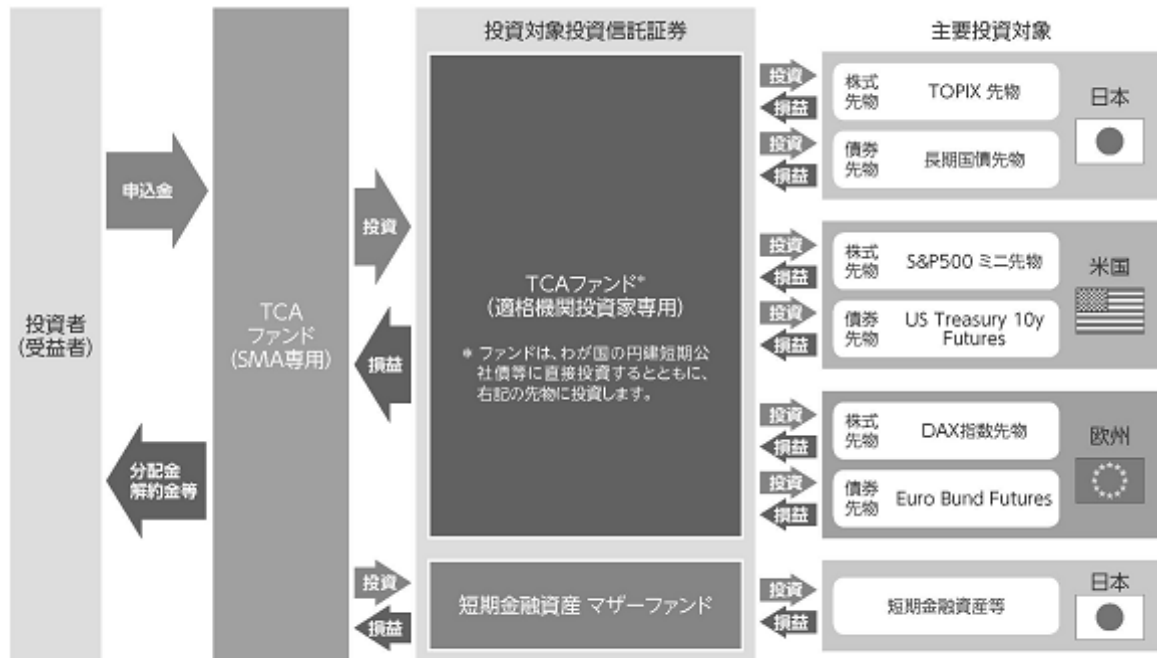 投資対象投資信託証券
主要投資対象
投資者
(受益者)
申込金
分配金
解約金等
TCA
ファンド
(SMA専用)
投資
損益
TCAファンド*
(適格機関投資家専用)
* ファンドは、わが国の円建短期公
社債等に直接投資するとともに、
右記の先物に投資します。
投資
損益
短期金融資産 マザーファンド
投資
損益
株式
先物
TOPIX 先物
投資
損益
債券
先物
長期国債先物
日本
投資
損益
株式
先物
S&P500 ミニ先物
投資
損益
債券
先物
US Treasury 10y
Futures
米国
投資
損益
株式
先物
DAX指数先物
投資
損益
債券
先物
Euro Bund Futures
欧州
投資
損益
短期金融資産等
日本